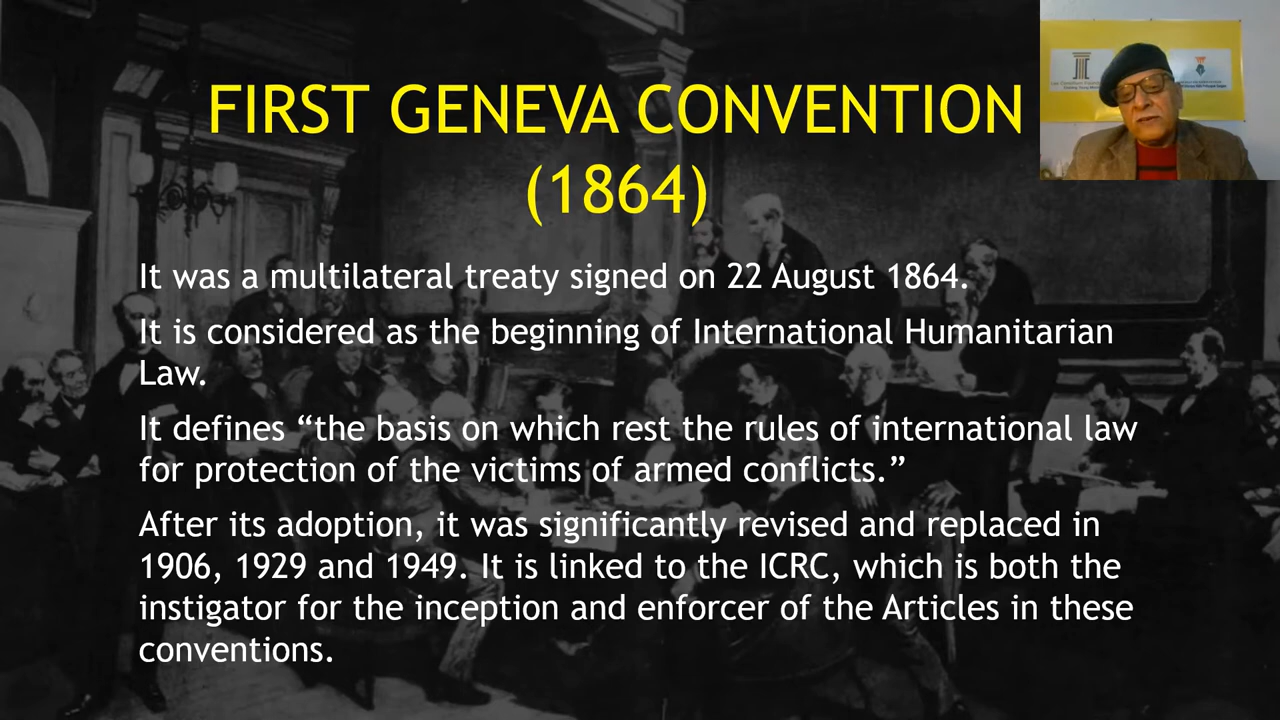 FIRST GENEVA CONVENTION
(1864)
It was a multilateral treaty signed on 22 August 1864.
It is considered as the beginning of International Humanitarian
Law.
It defines “the basis on which rest the rules of international law
for protection of the victims of armed conflicts.”
After its adoption, it was significantly revised and replaced in
1906, 1929 and 1949. It is linked to the ICRC, which is both the
instigator for the inception and enforcer of the Articles in these
conventions.